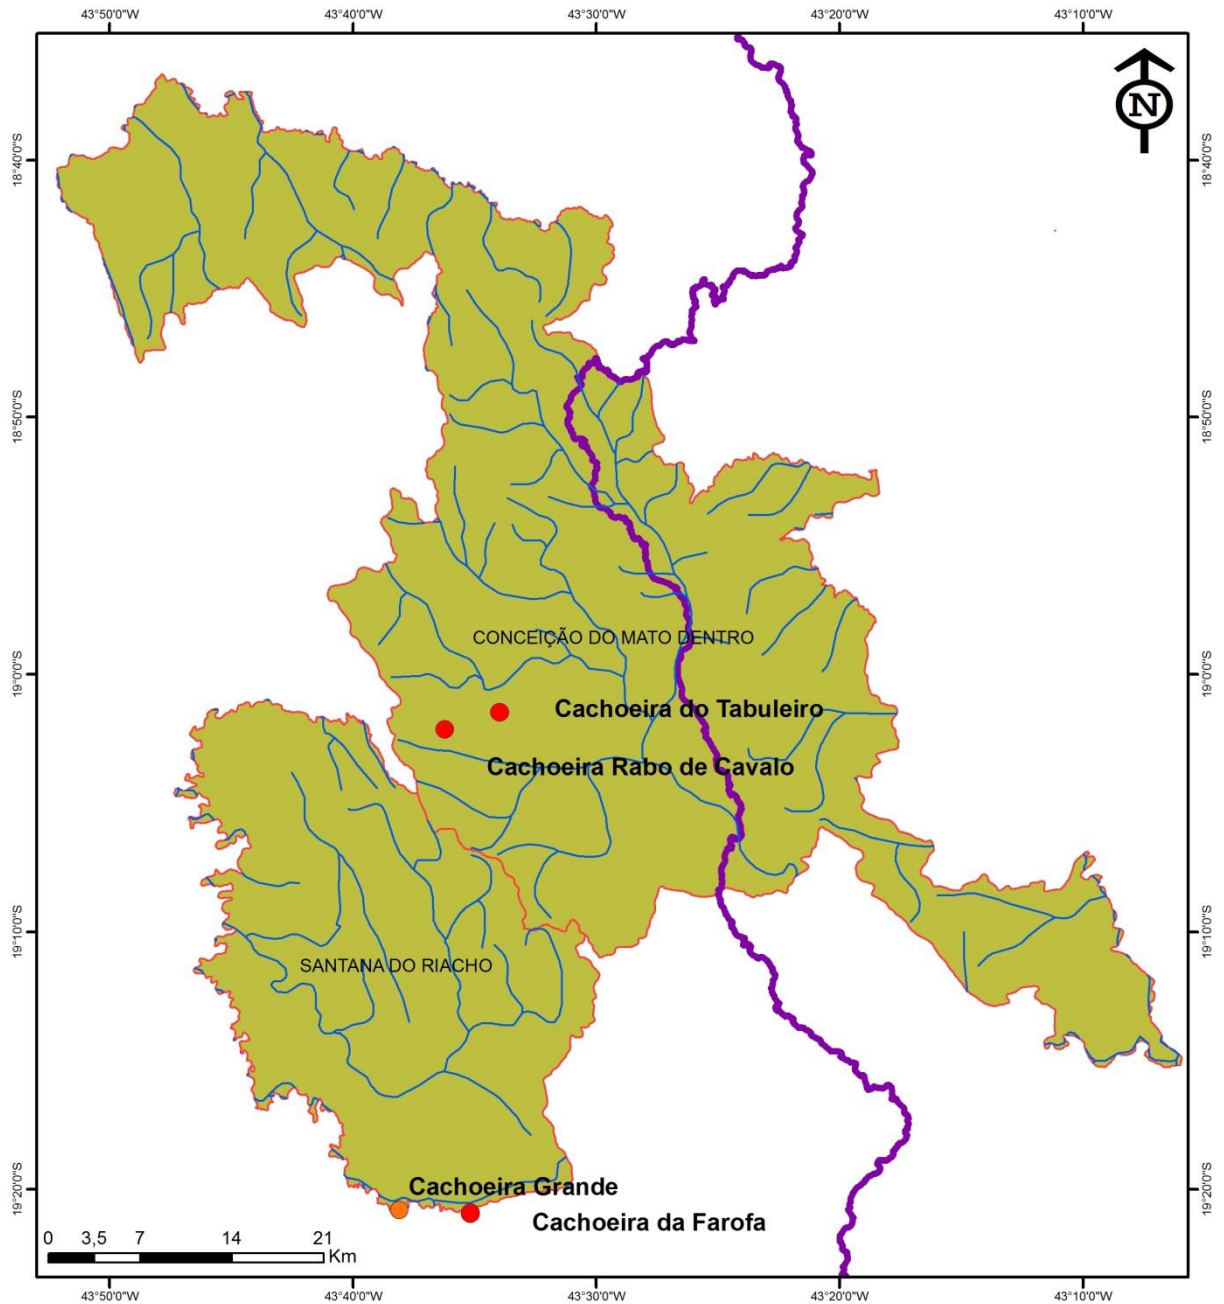 43°50'0"W 43°40'0"W 43°30'0"W 43°20'0"W 43°10'0"W
N
18°40'0"S 18°40'0"S
18°50'0"S 18°50'0"S
CONCEIÇÃO DO MATO DENTRO
19°0'0"S 19°0'0"S
Cachoeira do Tabuleiro
Cachoeira Rabo de Cavalo
19°10'0"S 19°10'0"S
SANTANA DO RIACHO
19°20'0"S 19°20'0"S
Cachoeira Grande
Cachoeira da Farofa
0 3,5 7 14 21
Km
43°50'0"W 43°40'0"W 43°30'0"W 43°20'0"W 43°10'0"W